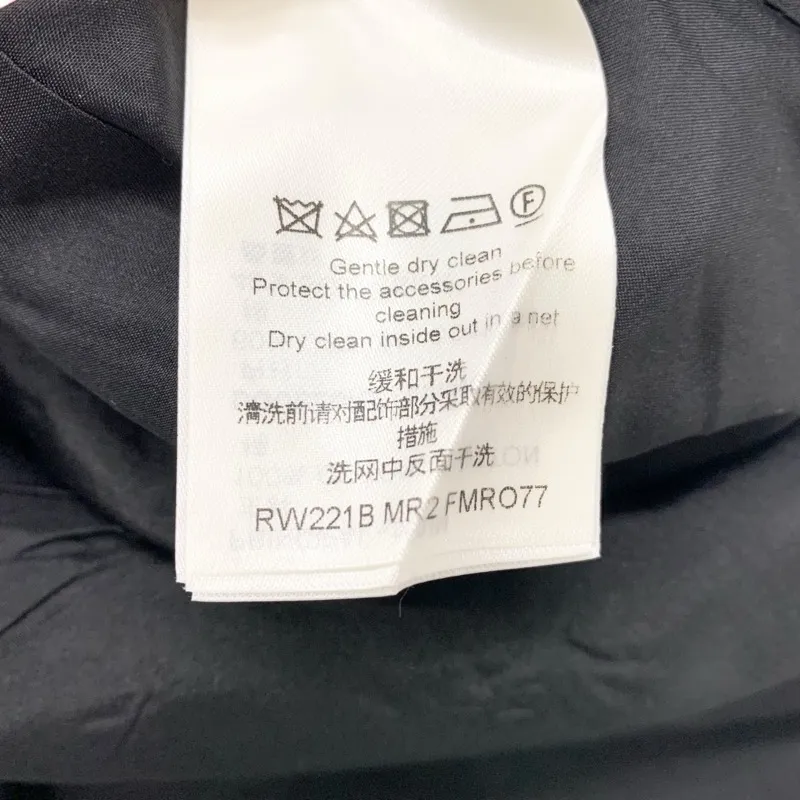 F
Gentle dry clean
Protect the accessories before
cleaning
Dry clean inside out in a net
缓和干洗
清洗前请对配饰部分采取有效的保护
措施
洗网中反面干洗
RW221B MR2 FMRO77